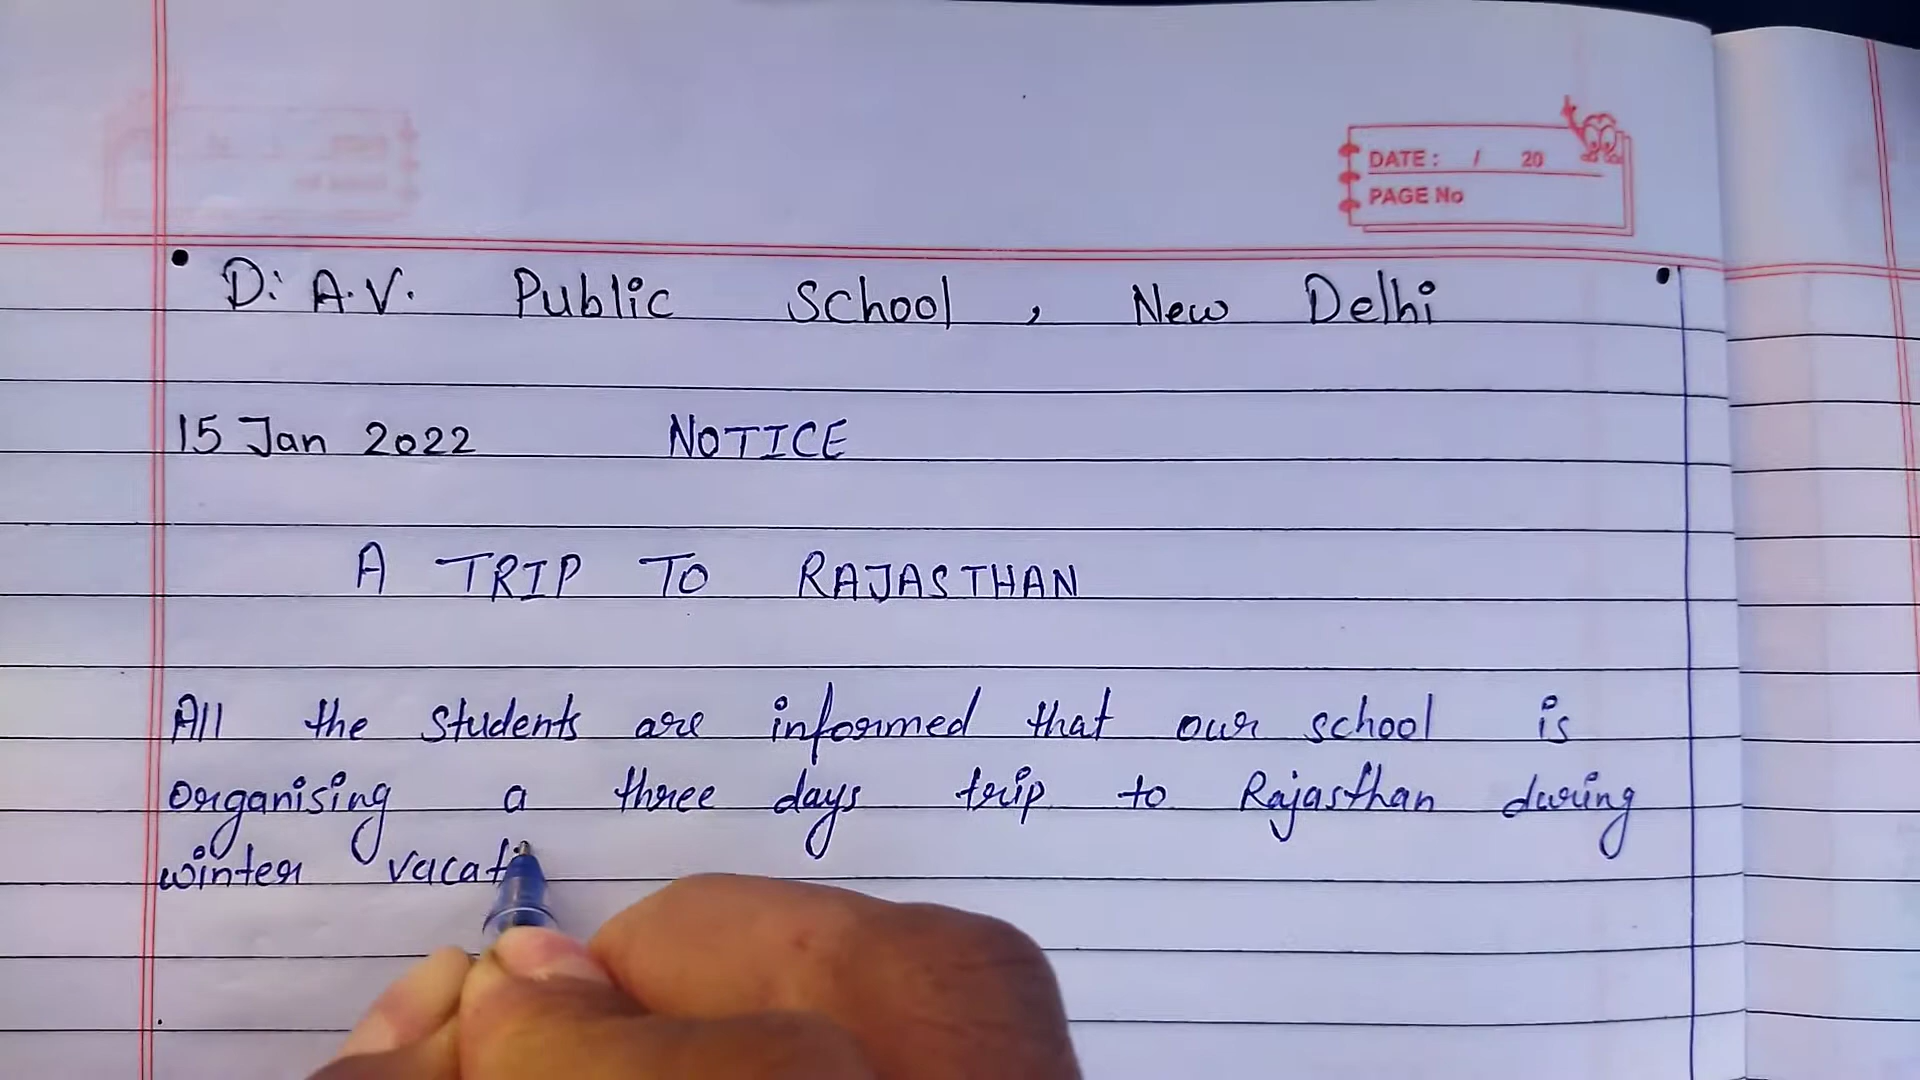 DATE: / 20
PAGE No
D. A.V. Public School, New Delhi
15 Jan 2022 NOTICE
A TRIP TO RAJASTHAN
All the students are informed that our school is
organising a three days trip to Rajasthan during
winter vacati